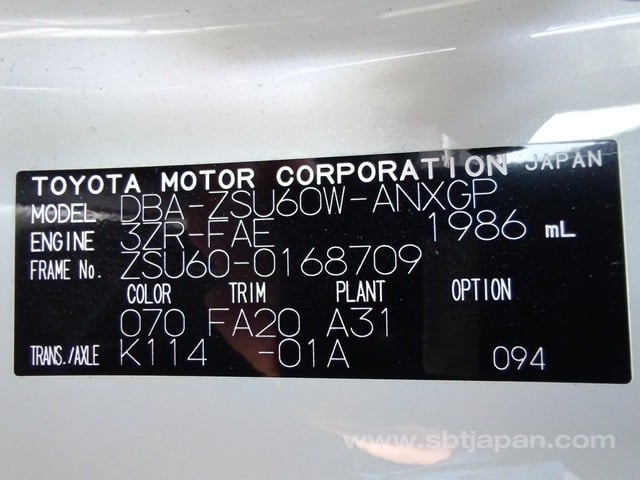 TOYOTA MOTOR CORPORATION JAPAN
MODEL DBA-ZSU60W-ANXGP
ENGINE 3ZR-FAE 1986 mL
FRAME No. ZSU60-0168709
COLOR TRIM PLANT OPTION
070 FA20 A31
TRANS./AXLE K114 -01A 094
www.sbtjapan.com